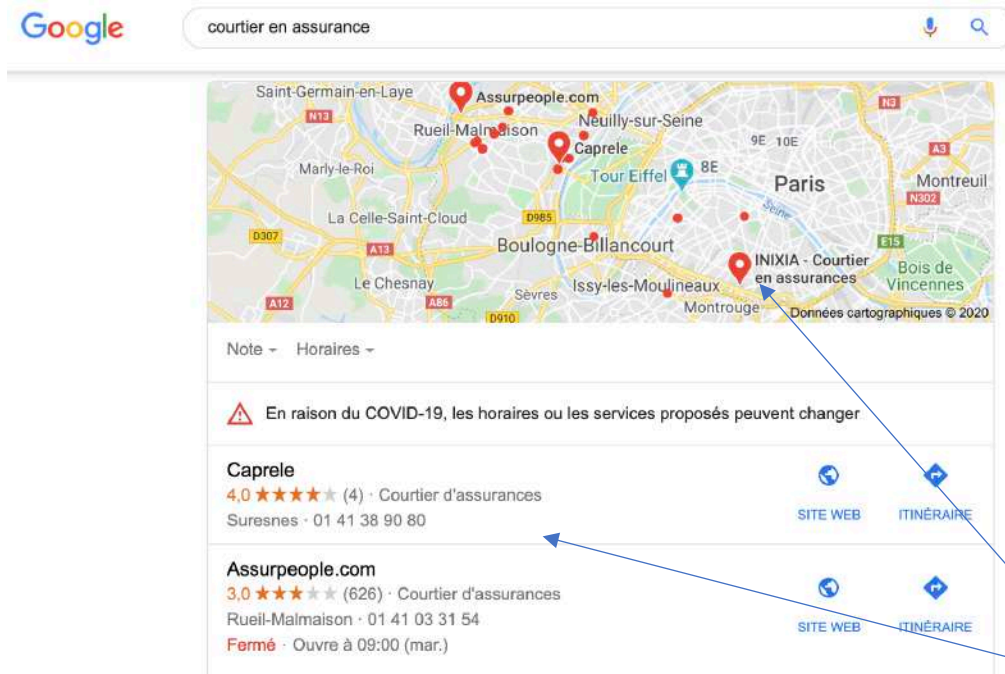 Google
courtier en assurance
Saint-Germain-en-Laye
Assurpeople.com
N3
N13
Rueil-Malmaison
Neuilly-sur-Seine
9E 10E
Caprele
A3
Marly-le-Roi
Tour Eiffel
8E
Paris
Montreuil
N302
La Celle-Saint-Cloud
D985
Seine
D307
A13
Boulogne-Billancourt
E15
INIXIA - Courtier
en assurances
Bois de
Vincennes
Le Chesnay
Issy-les-Moulineaux
Sèvres
A12
A86
Montrouge
D910
Données cartographiques © 2020
Note
Horaires
En raison du COVID-19, les horaires ou les services proposés peuvent changer
Caprele
4,0 ★★★★★ (4) · Courtier d'assurances
Suresnes · 01 41 38 90 80
SITE WEB
ITINÉRAIRE
Assurpeople.com
3,0 ★★★★★ (626) · Courtier d'assurances
Rueil-Malmaison · 01 41 03 31 54
Fermé · Ouvre à 09:00 (mar.)
SITE WEB
ITINÉRAIRE